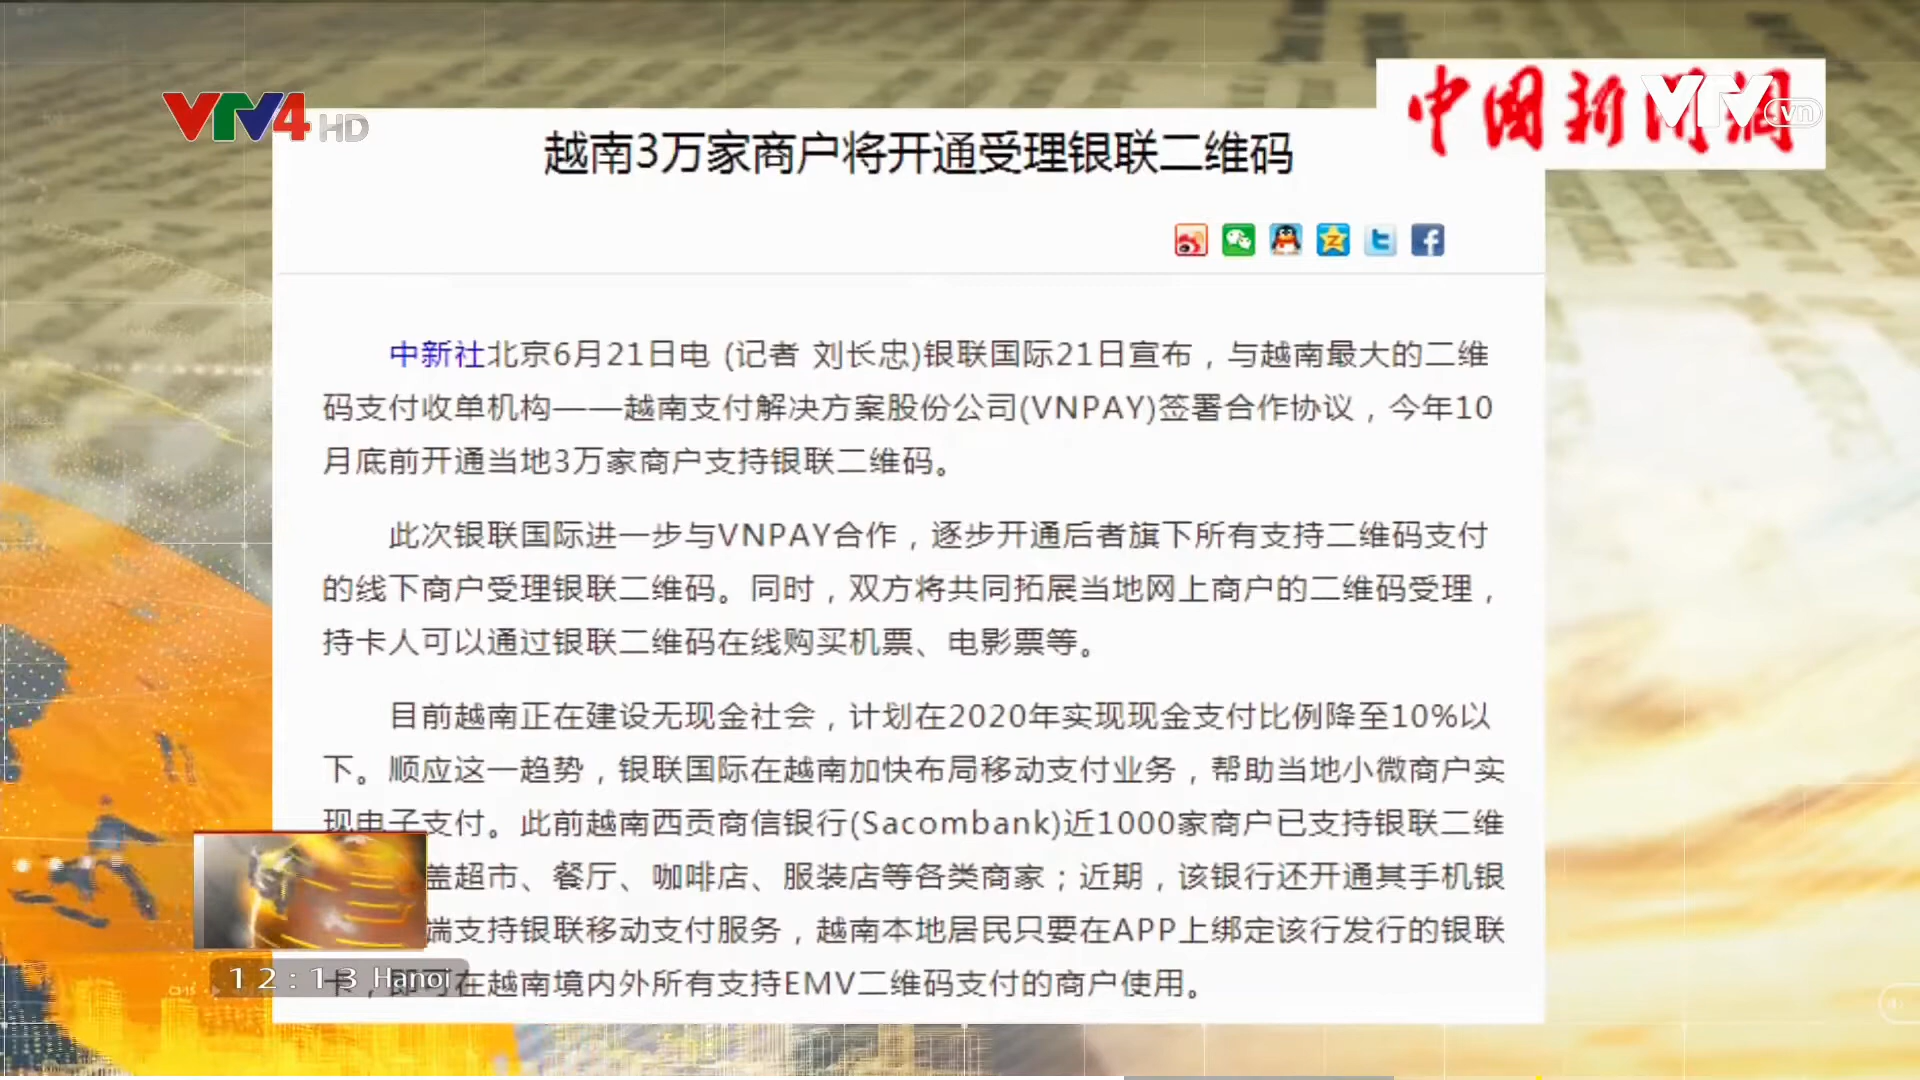 VTV4 HD
中国新闻网
VTV.vn
越南3万家商户将开通受理银联二维码
中新社北京6月21日电 (记者 刘长忠)银联国际21日宣布，与越南最大的二维
码支付收单机构——越南支付解决方案股份公司(VNPAY)签署合作协议，今年10
月底前开通当地3万家商户支持银联二维码。
此次银联国际进一步与VNPAY合作，逐步开通后者旗下所有支持二维码支付
的线下商户受理银联二维码。同时，双方将共同拓展当地网上商户的二维码受理，
持卡人可以通过银联二维码在线购买机票、电影票等。
目前越南正在建设无现金社会，计划在2020年实现现金支付比例降至10%以
下。顺应这一趋势，银联国际在越南加快布局移动支付业务，帮助当地小微商户实
现电子支付。此前越南西贡商信银行(Sacombank)近1000家商户已支持银联二维
盖超市、餐厅、咖啡店、服装店等各类商家；近期，该银行还开通其手机银
端支持银联移动支付服务，越南本地居民只要在APP上绑定该行发行的银联
卡，即可在越南境内外所有支持EMV二维码支付的商户使用。
12:13 Hanoi